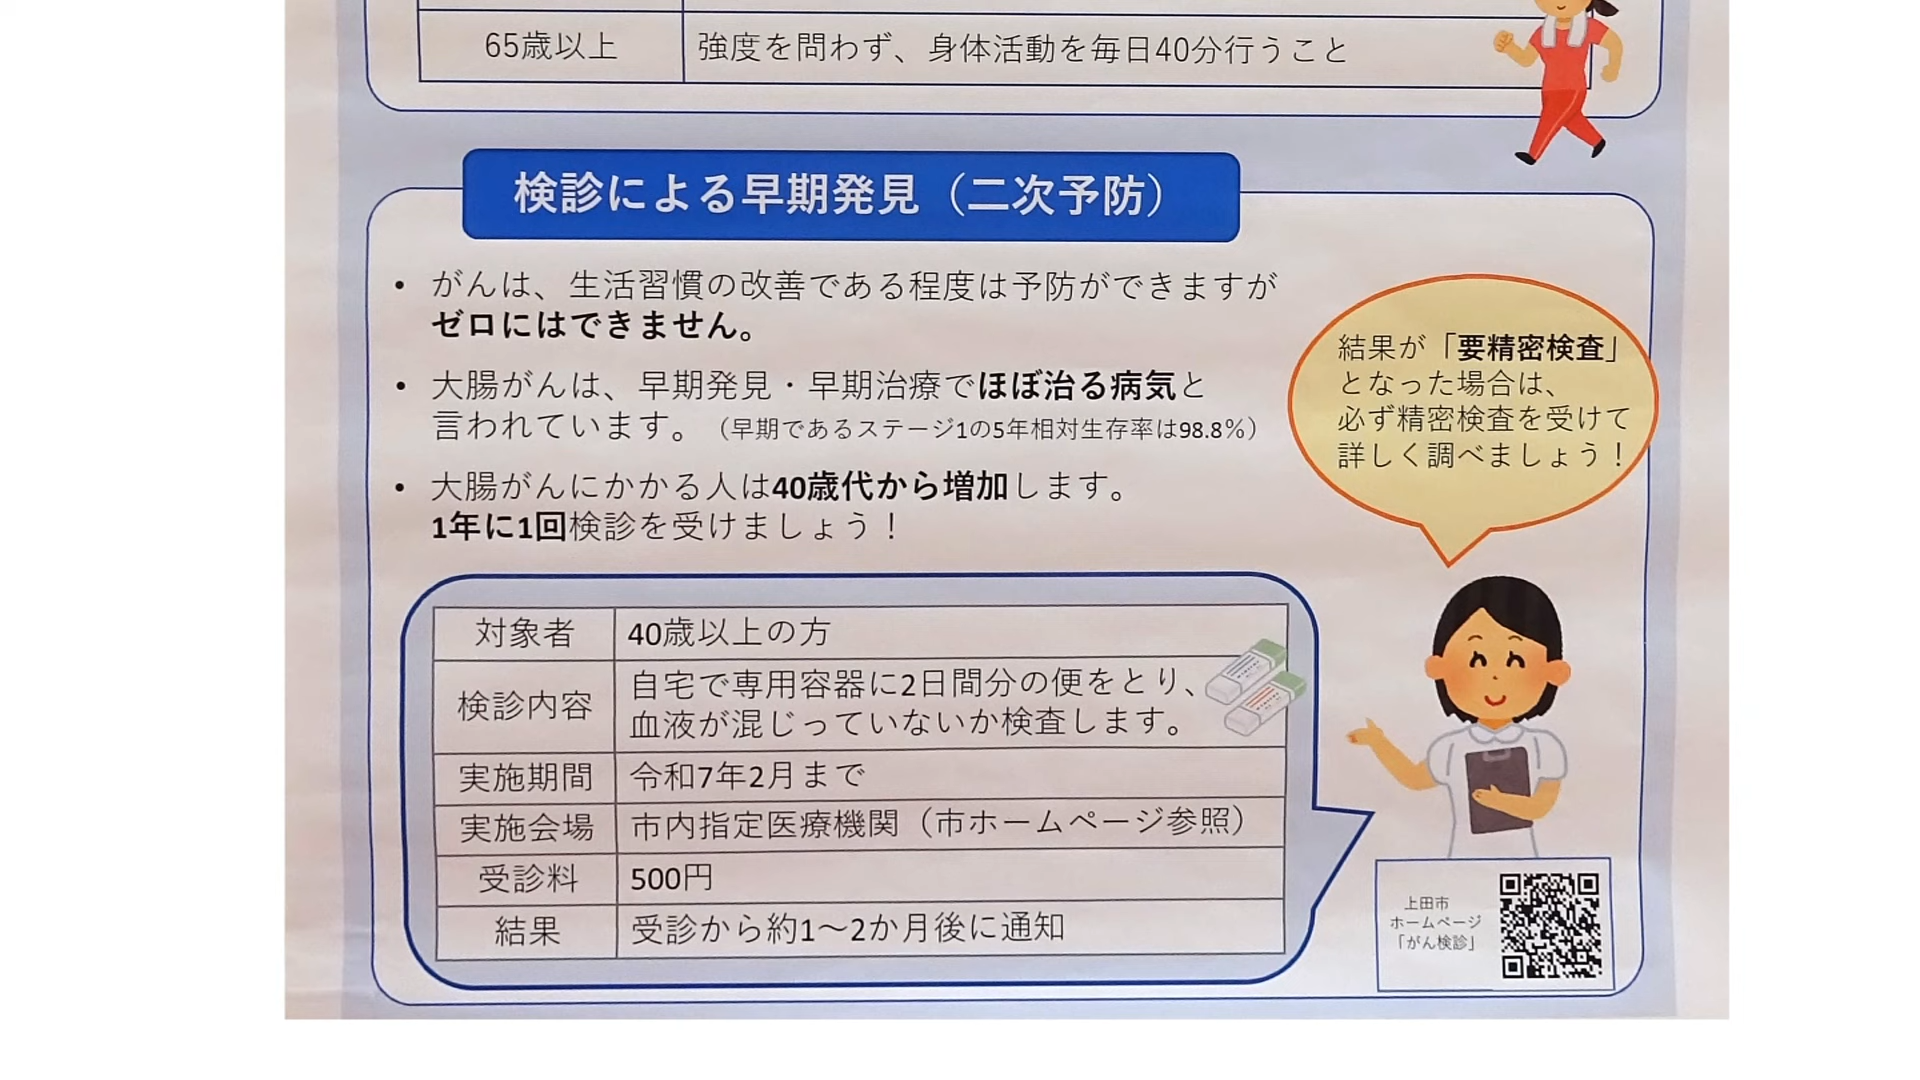 65歳以上
強度を問わず、身体活動を毎日40分行うこと
検診による早期発見（二次予防）
• がんは、生活習慣の改善である程度は予防ができますが
ゼロにはできません。
• 大腸がんは、早期発見・早期治療でほぼ治る病気と
言われています。（早期であるステージ1の5年相対生存率は98.8％）
• 大腸がんにかかる人は40歳代から増加します。
1年に1回検診を受けましょう！
結果が「要精密検査」
となった場合は、
必ず精密検査を受けて
詳しく調べましょう！
対象者
40歳以上の方
検診内容
自宅で専用容器に2日間分の便をとり、
血液が混じっていないか検査します。
実施期間
令和7年2月まで
実施会場
市内指定医療機関（市ホームページ参照）
受診料
500円
結果
受診から約1～2か月後に通知
上田市
ホームページ
「がん検診」